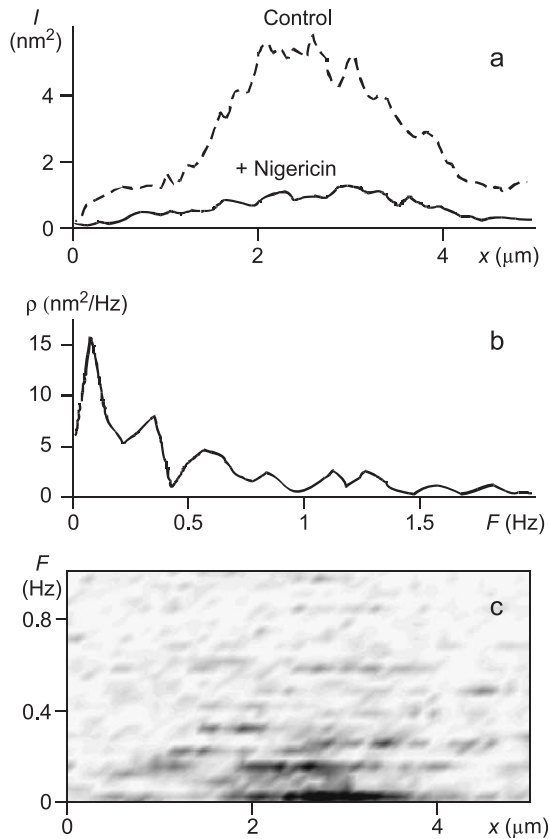 I
(nm²)
Control
a
4
+ Nigericin
2
0
0 2 4 x (μm)
ρ (nm²/Hz)
b
15
10
5
0
0 0.5 1 1.5 F (Hz)
F
(Hz)
c
0.8
0.4
0
0 2 4 x (μm)